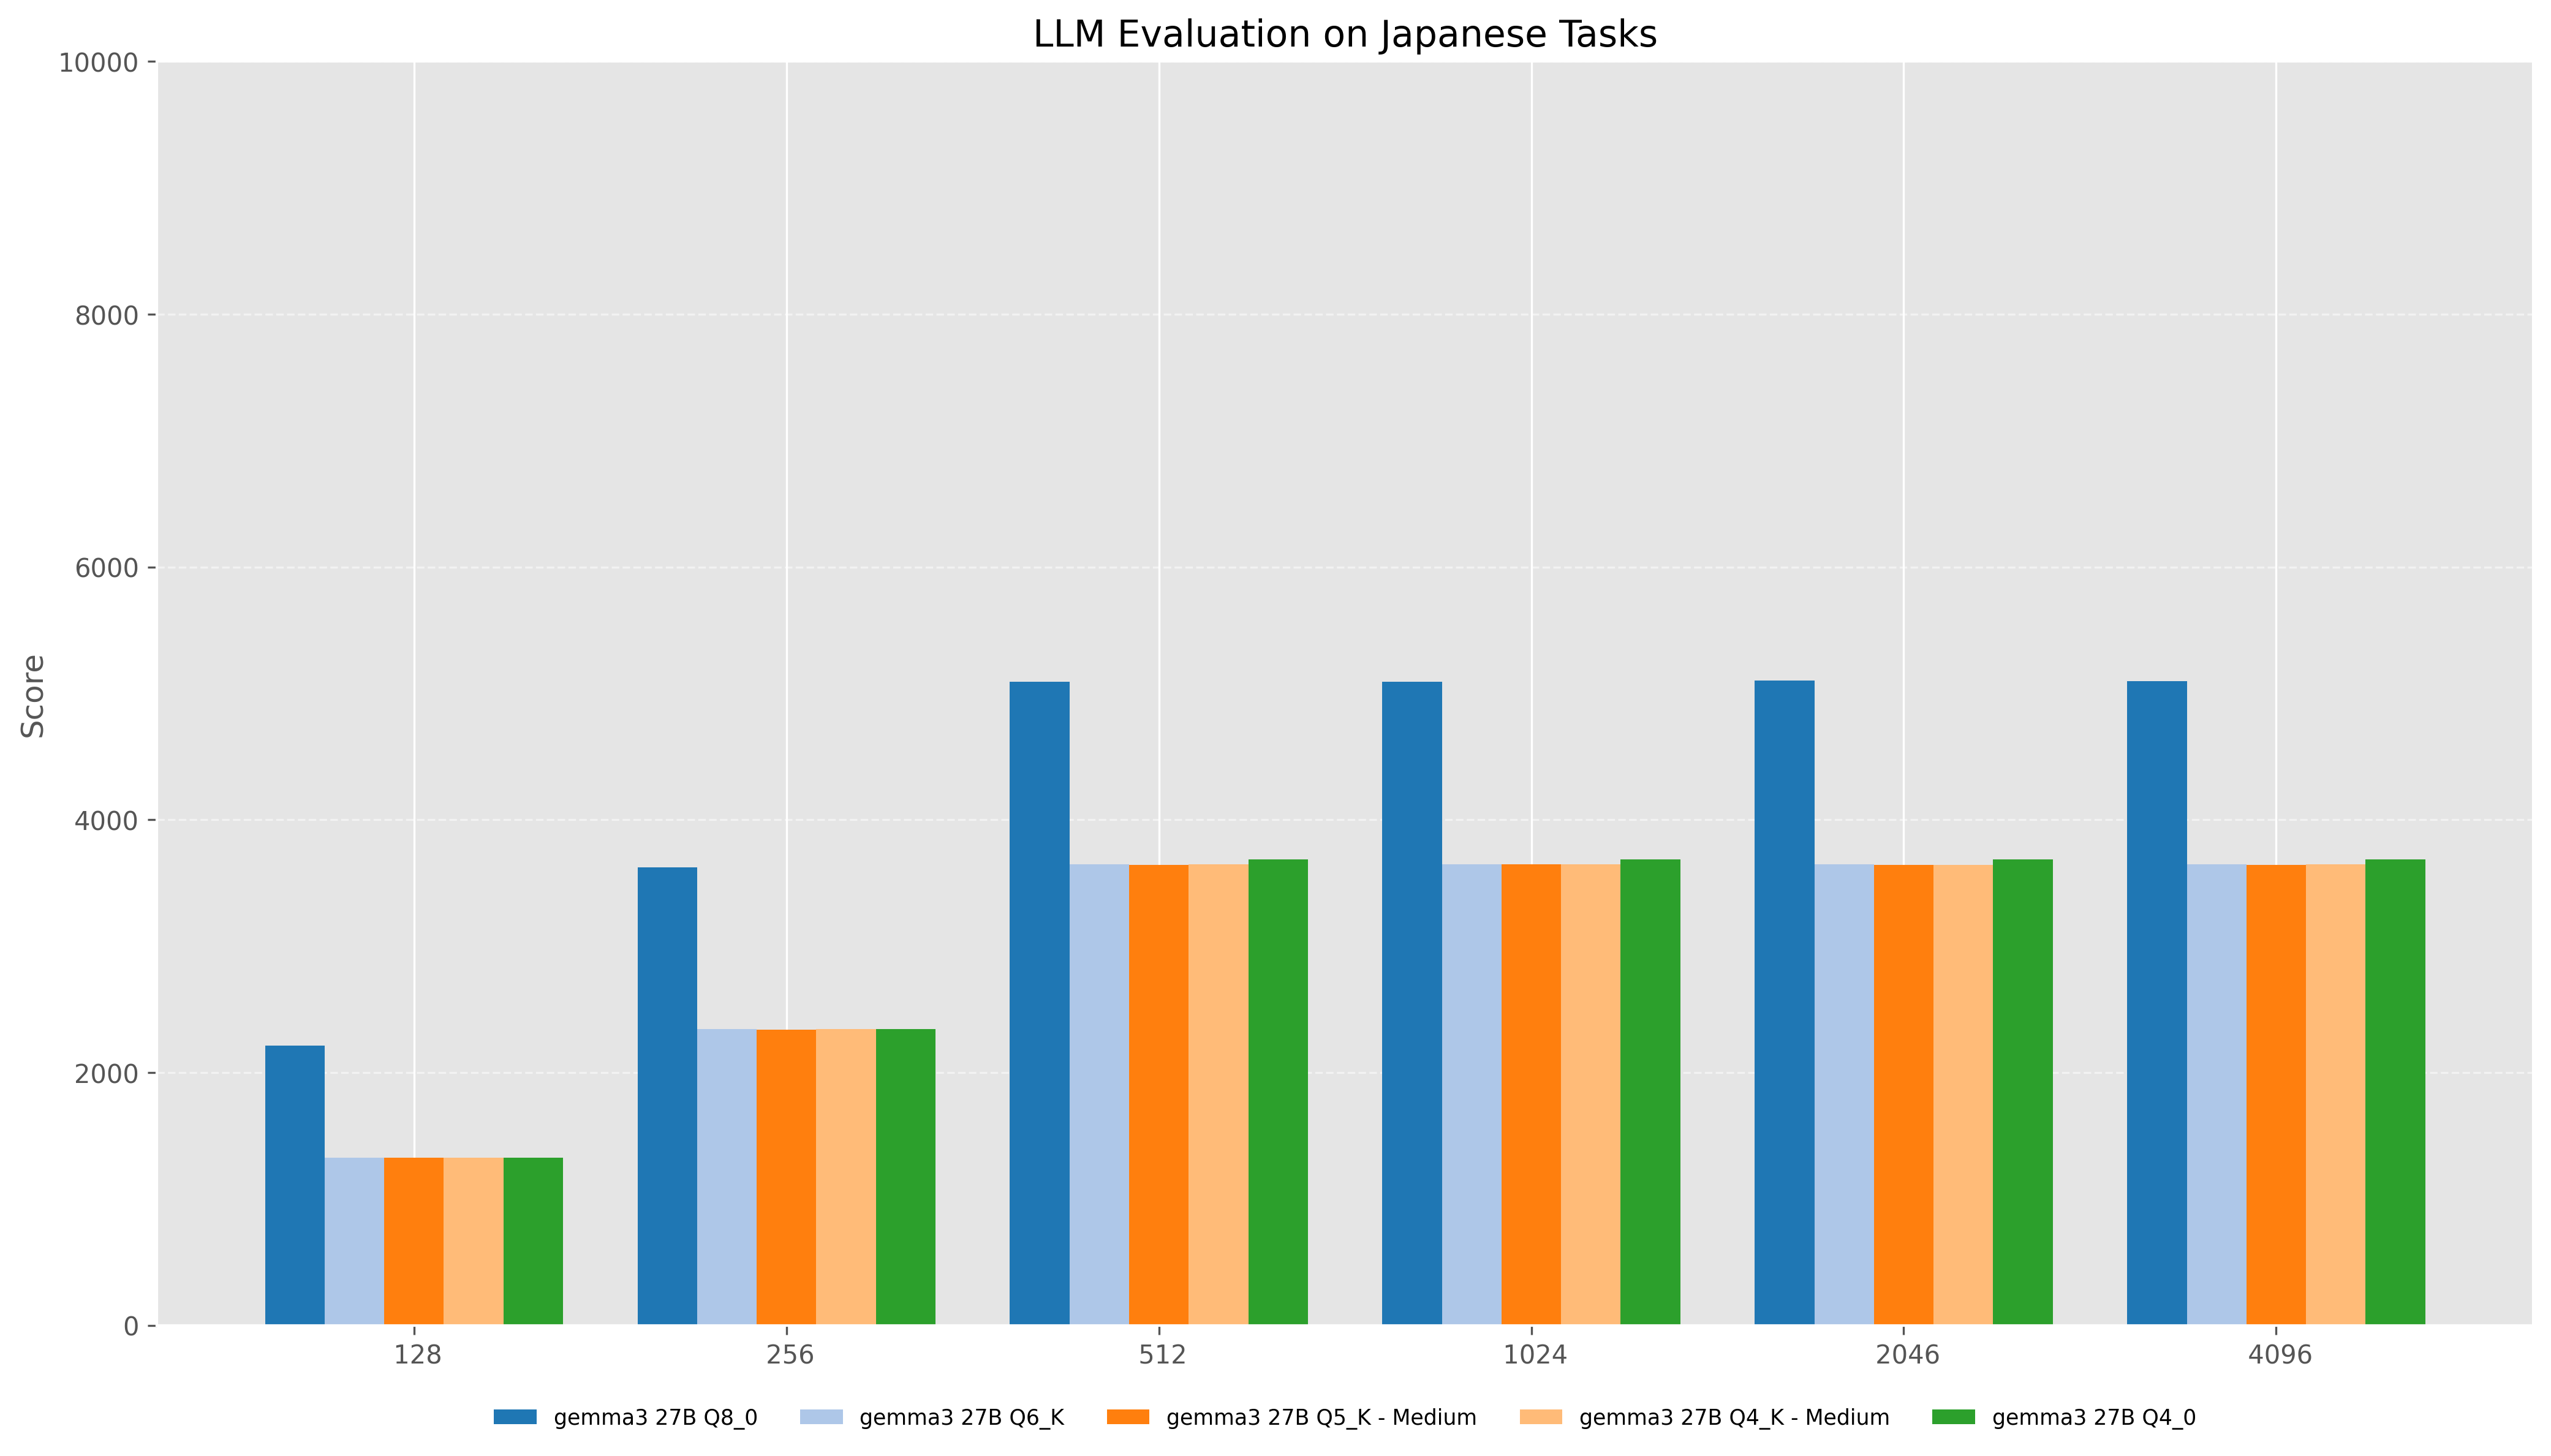 LLM Evaluation on Japanese Tasks
10000
8000
6000
4000
2000
0
Score
128 256 512 1024 2046 4096
gemma3 27B Q8_0 gemma3 27B Q6_K gemma3 27B Q5_K - Medium gemma3 27B Q4_K - Medium gemma3 27B Q4_0